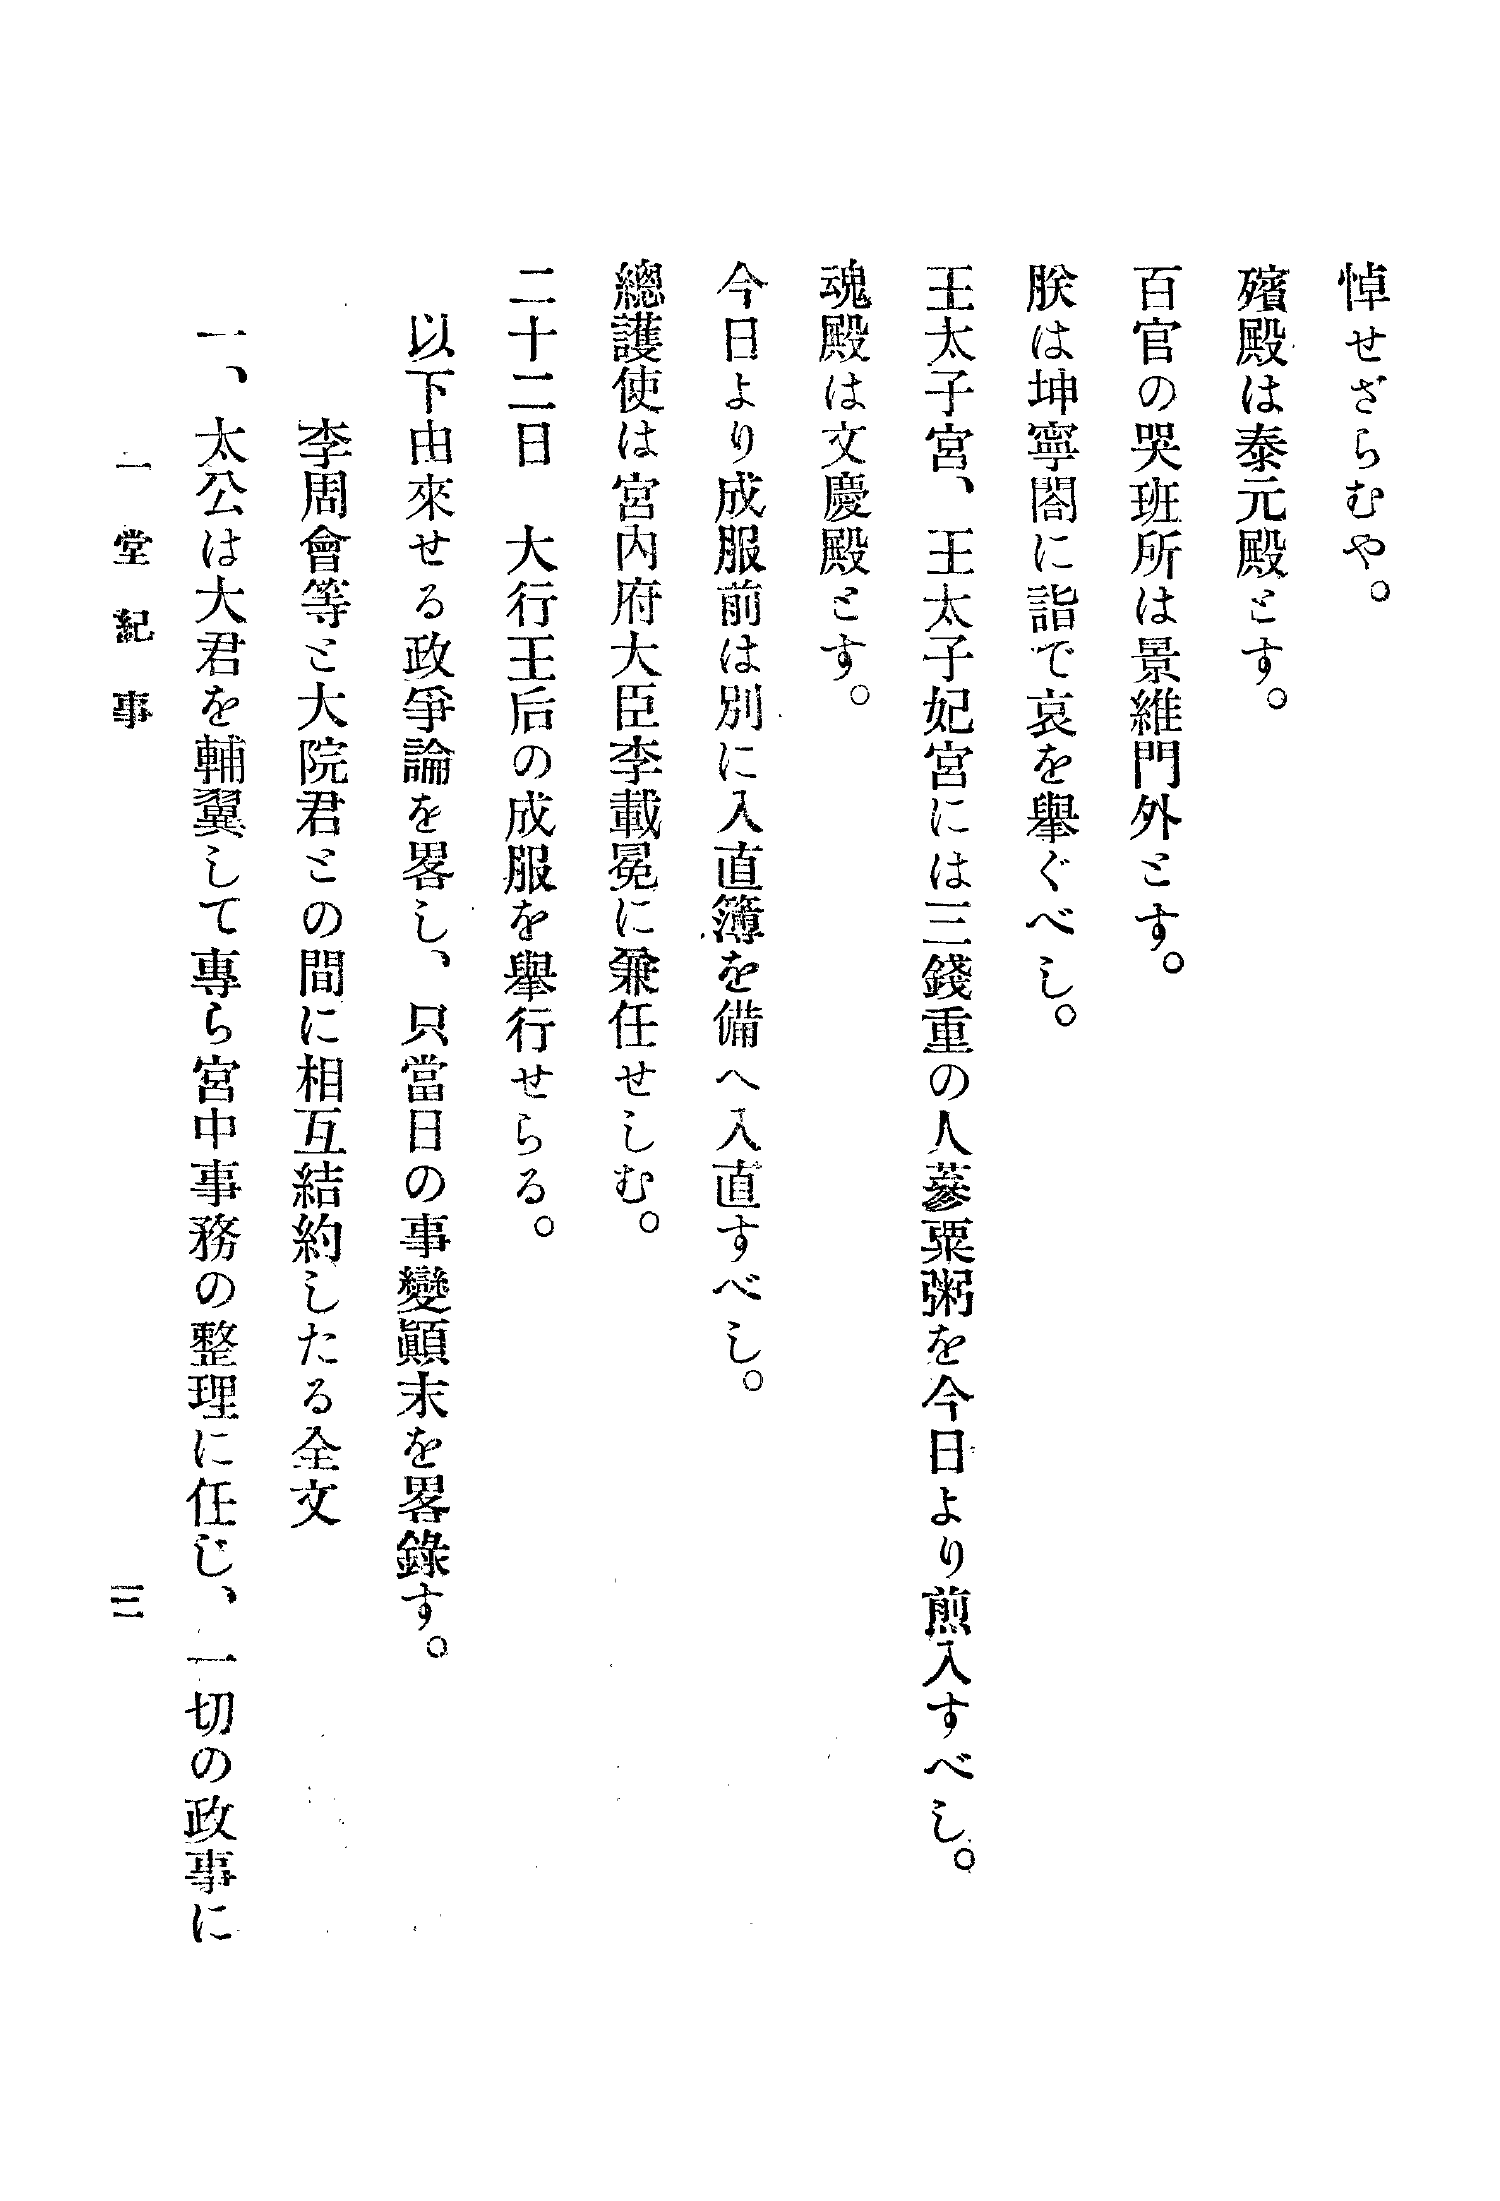 悼せざらむや。
殯殿は泰元殿とす。
百官の哭班所は景維門外とす。
朕は坤寧閤に詣で哀を擧ぐべし。
王太子宮、王太子妃宮には三錢重の人蔘粟粥を今日より煎入すべし。
魂殿は文慶殿とす。
今日より成服前は別に入直簿を備へ入直すべし。
總護使は宮内府大臣李載冕に兼任せしむ。
二十二日　大行王后の成服を擧行せらる。
以下由來せる政爭論を畧し、只當日の事變顚末を畧錄す。
李周會等と大院君との間に相互結約したる全文
一、太公は大君を輔翼して專ら宮中事務の整理に任じ、一切の政事に
一堂紀事
三